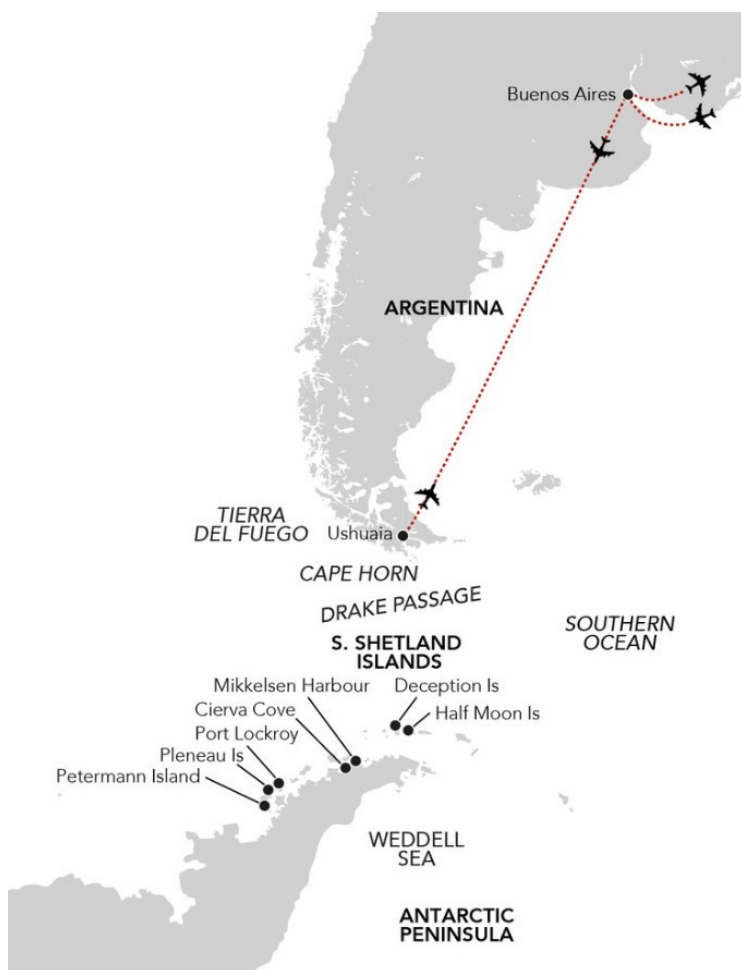 Buenos Aires
ARGENTINA
TIERRA
DEL FUEGO
Ushuaia
CAPE HORN
DRAKE PASSAGE
SOUTHERN
OCEAN
S. SHETLAND
ISLANDS
Mikkelsen Harbour
Deception Is
Cierva Cove
Half Moon Is
Port Lockroy
Pleneau Is
Petermann Island
WEDDELL
SEA
ANTARCTIC
PENINSULA